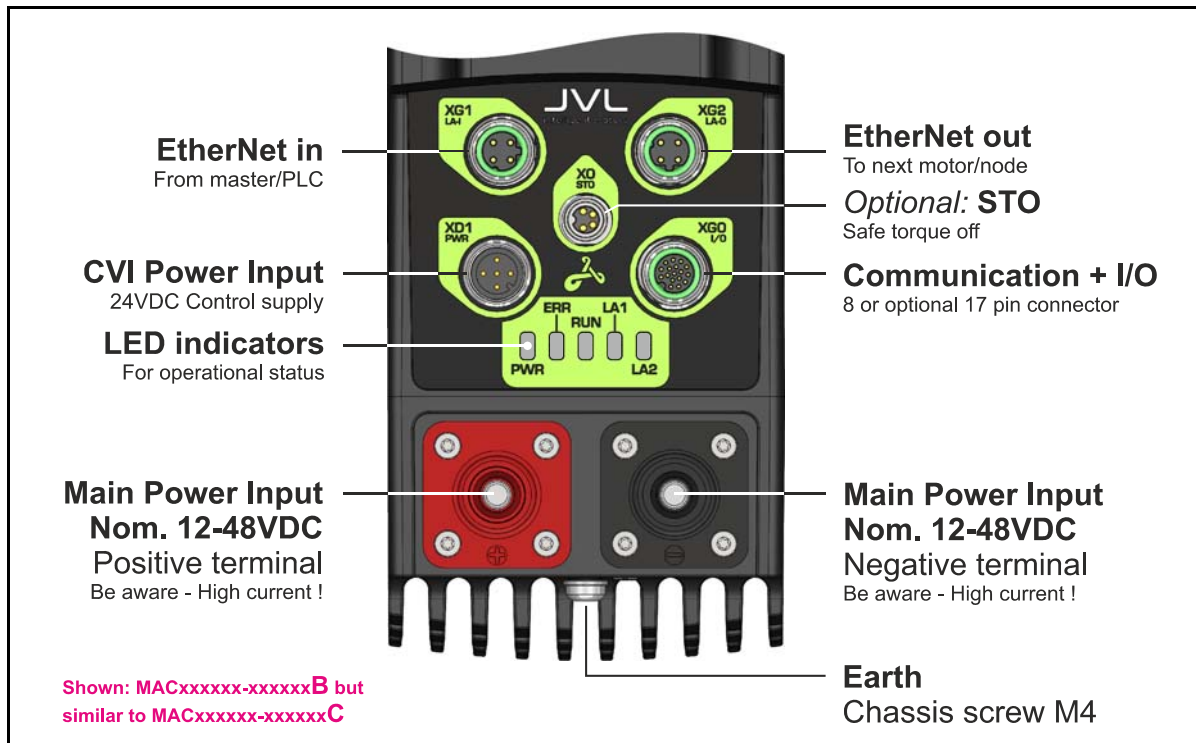 JVL
XG1
LA-I
XG2
LA-O
EtherNet in
From master/PLC
EtherNet out
To next motor/node
XO
STO
Optional: STO
Safe torque off
XD1
PWR
XG0
I/O
CVI Power Input
24VDC Control supply
Communication + I/O
8 or optional 17 pin connector
ERR
LA1
RUN
LED indicators
For operational status
PWR
LA2
Main Power Input
Nom. 12-48VDC
Positive terminal
Be aware - High current !
Main Power Input
Nom. 12-48VDC
Negative terminal
Be aware - High current !
Earth
Chassis screw M4
Shown: MACxxxxxx-xxxxxxB but
similar to MACxxxxxx-xxxxxxC